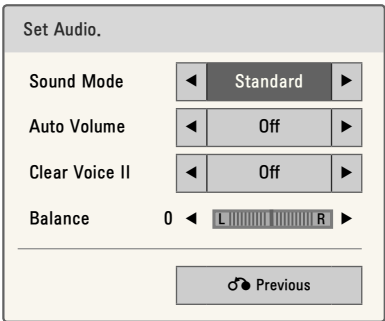 Set Audio.
Sound Mode ◀ Standard ▶
Auto Volume ◀ Off ▶
Clear Voice II ◀ Off ▶
Balance 0 ◀ L R ▶
Previous